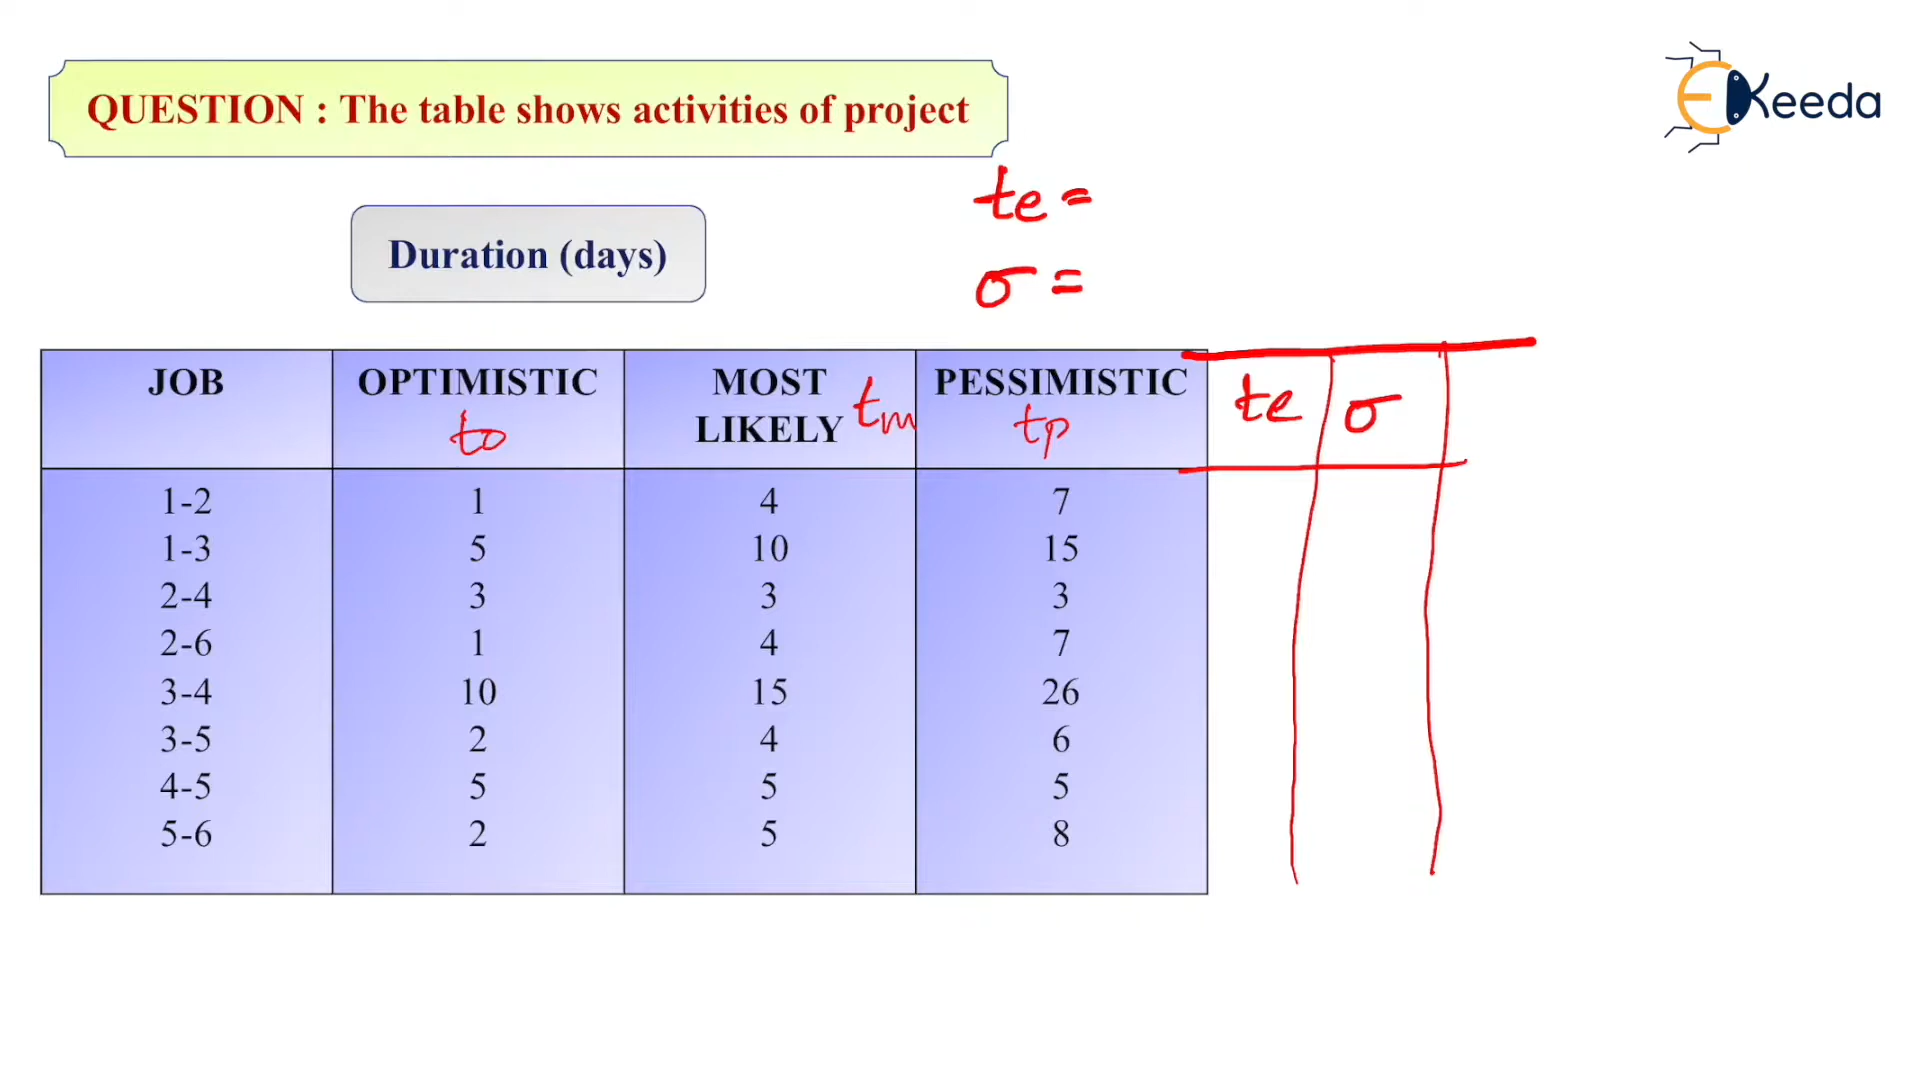 QUESTION : The table shows activities of project
EKeeda
te =
Duration (days)
σ =
JOB OPTIMISTIC to MOST LIKELY tm PESSIMISTIC tp te σ
1-2 1 4 7
1-3 5 10 15
2-4 3 3 3
2-6 1 4 7
3-4 10 15 26
3-5 2 4 6
4-5 5 5 5
5-6 2 5 8